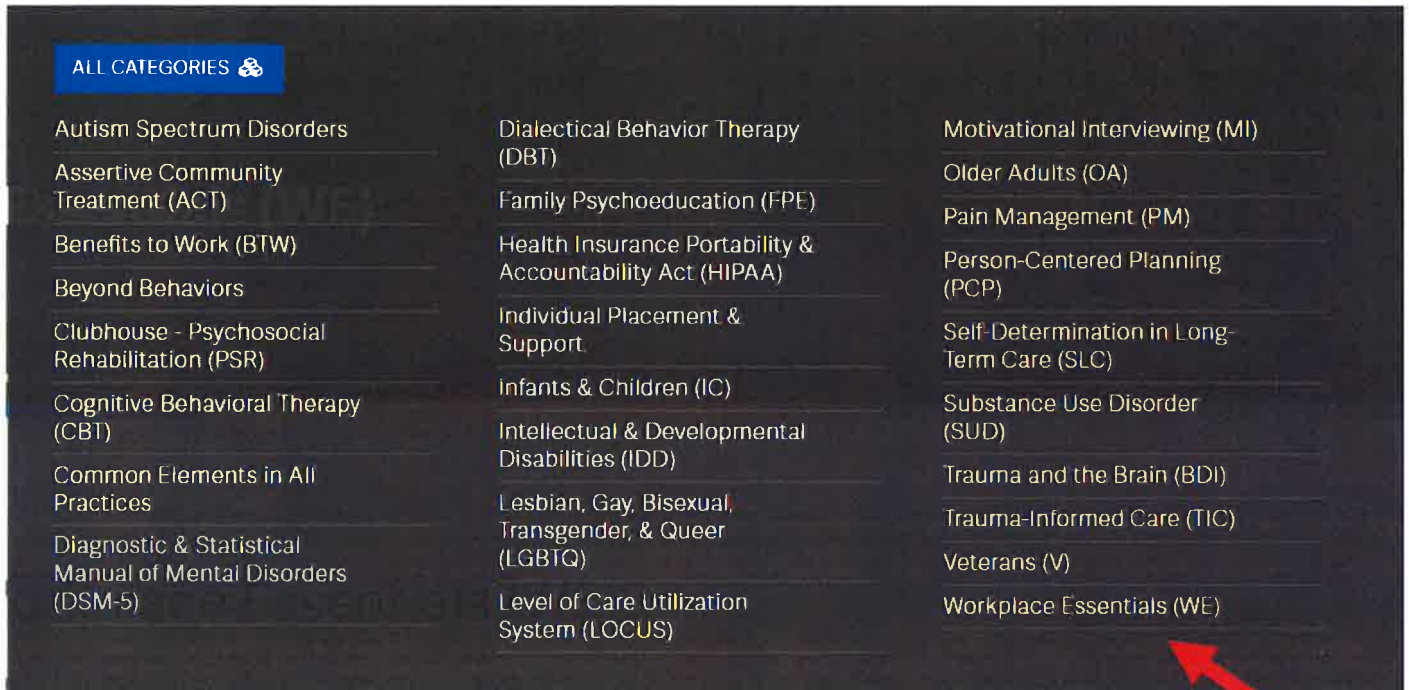 ALL CATEGORIES
Autism Spectrum Disorders
Assertive Community
Treatment (ACT)
Benefits to Work (BTW)
Beyond Behaviors
Clubhouse - Psychosocial
Rehabilitation (PSR)
Cognitive Behavioral Therapy
(CBT)
Common Elements in All
Practices
Diagnostic & Statistical
Manual of Mental Disorders
(DSM-5)
Dialectical Behavior Therapy
(DBT)
Family Psychoeducation (FPE)
Health Insurance Portability &
Accountability Act (HIPAA)
Individual Placement &
Support
Infants & Children (IC)
Intellectual & Developmental
Disabilities (IDD)
Lesbian, Gay, Bisexual,
Transgender, & Queer
(LGBTQ)
Level of Care Utilization
System (LOCUS)
Motivational Interviewing (MI)
Older Adults (OA)
Pain Management (PM)
Person-Centered Planning
(PCP)
Self-Determination in Long-
Term Care (SLC)
Substance Use Disorder
(SUD)
Trauma and the Brain (BDI)
Trauma-Informed Care (TIC)
Veterans (V)
Workplace Essentials (WE)